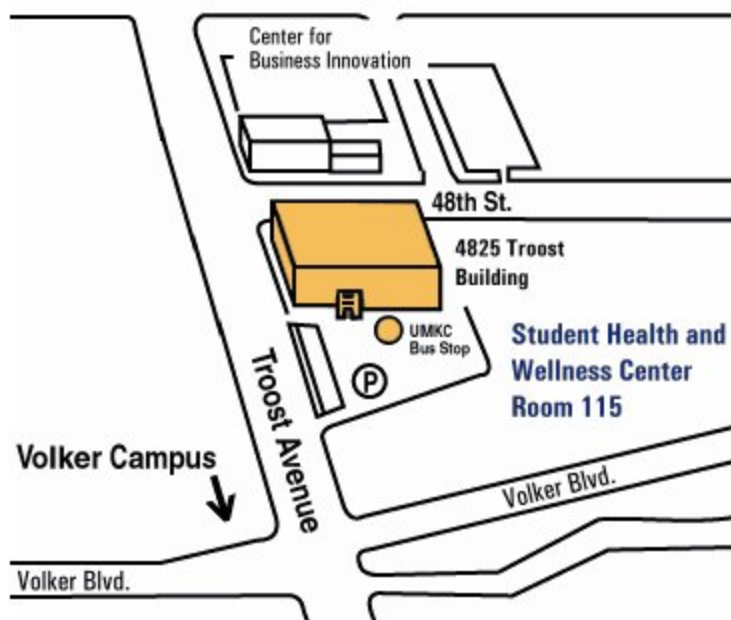 Center for
Business Innovation
48th St.
4825 Troost
Building
UMKC
Bus Stop
Student Health and
Wellness Center
Room 115
P
Troost Avenue
Volker Campus
Volker Blvd.
Volker Blvd.